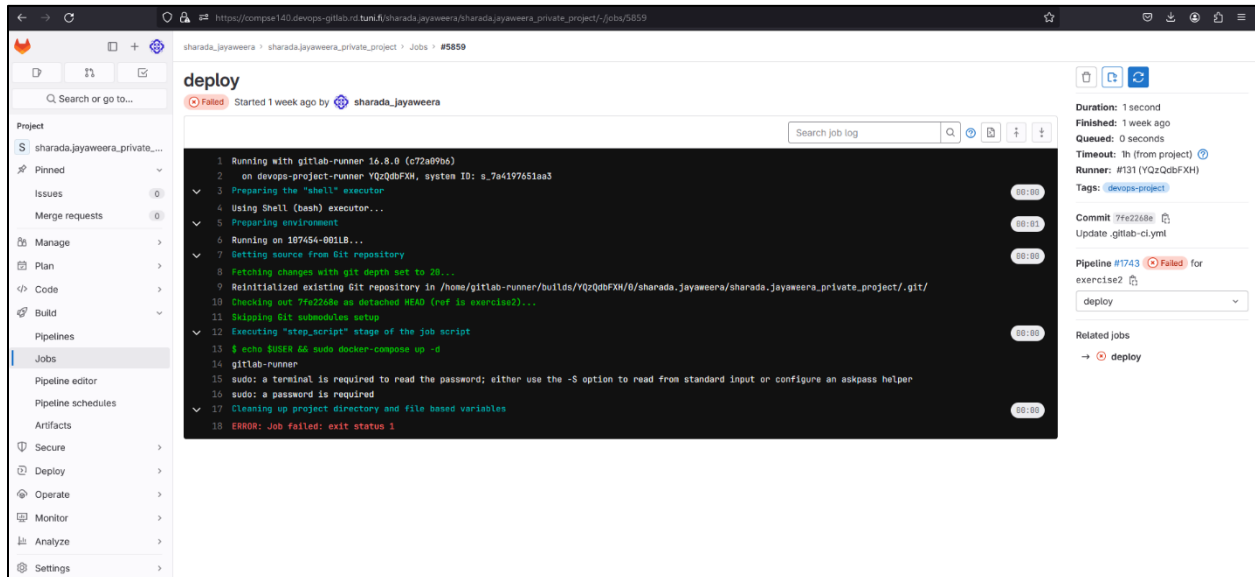 https://compse140.devops-gitlab.rd.tuni.fi/sharada.jayaweera/sharada.jayaweera_private_project/-/jobs/5859
sharada_jayaweera › sharada.jayaweera_private_project › Jobs › #5859
Search or go to...
Project
S sharada.jayaweera_private_...
Pinned
Issues 0
Merge requests 0
Manage
Plan
Code
Build
Pipelines
Jobs
Pipeline editor
Pipeline schedules
Artifacts
Secure
Deploy
Operate
Monitor
Analyze
Settings
deploy
Failed Started 1 week ago by sharada_jayaweera
Search job log
1 Running with gitlab-runner 16.8.0 (c72a09b6)
2 on devops-project-runner YQzQdbFXH, system ID: s_7a4197651aa3
3 Preparing the "shell" executor 00:00
4 Using Shell (bash) executor...
5 Preparing environment 00:01
6 Running on 107454-001LB...
7 Getting source from Git repository 00:00
8 Fetching changes with git depth set to 20...
9 Reinitialized existing Git repository in /home/gitlab-runner/builds/YQzQdbFXH/0/sharada.jayaweera/sharada.jayaweera_private_project/.git/
10 Checking out 7fe2268e as detached HEAD (ref is exercise2)...
11 Skipping Git submodules setup
12 Executing "step_script" stage of the job script 00:00
13 $ echo $USER && sudo docker-compose up -d
14 gitlab-runner
15 sudo: a terminal is required to read the password; either use the -S option to read from standard input or configure an askpass helper
16 sudo: a password is required
17 Cleaning up project directory and file based variables 00:00
18 ERROR: Job failed: exit status 1
Duration: 1 second
Finished: 1 week ago
Queued: 0 seconds
Timeout: 1h (from project)
Runner: #131 (YQzQdbFXH)
Tags: devops-project
Commit 7fe2268e
Update .gitlab-ci.yml
Pipeline #1743 Failed for
exercise2
deploy
Related jobs
→ deploy